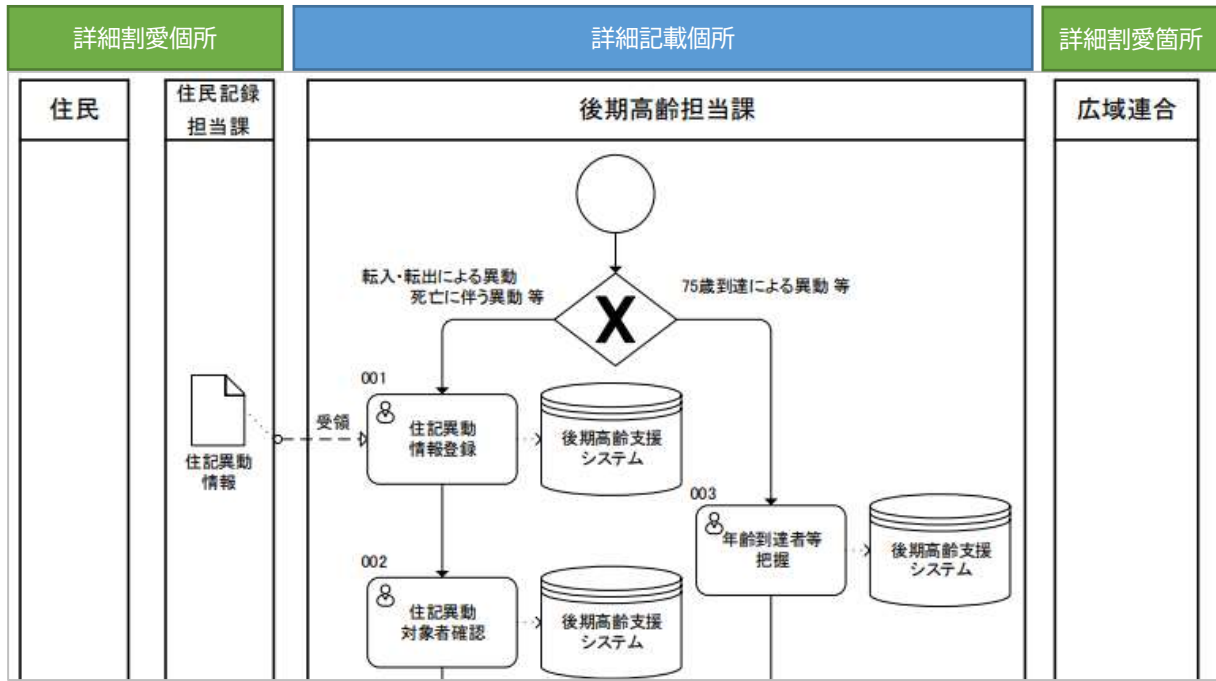 詳細割愛個所
詳細記載個所
詳細割愛箇所
住民
住民記録
担当課
後期高齢担当課
広域連合
転入・転出による異動
死亡に伴う異動 等
75歳到達による異動 等
X
001
住記異動
情報登録
後期高齢支援
システム
受領
住記異動
情報
003
年齢到達者等
把握
後期高齢支援
システム
002
住記異動
対象者確認
後期高齢支援
システム